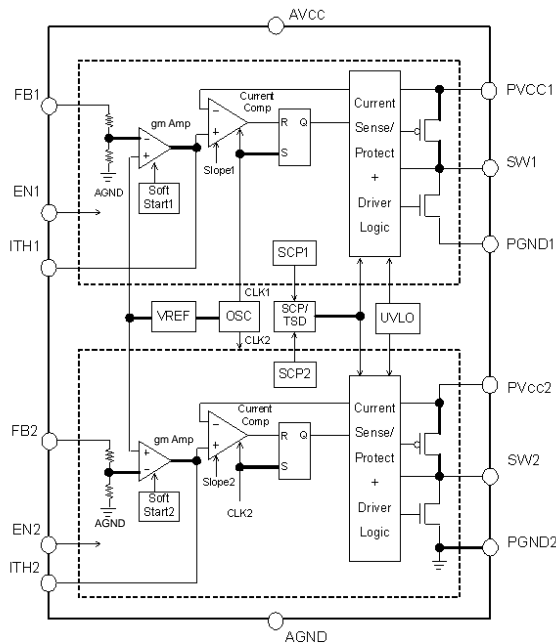 AVcc
FB1
gm Amp
−
+
AGND
Soft
Start1
EN1
ITH1
Current
Comp
−
+
Slope1
R Q
S
Current
Sense/
Protect
+
Driver
Logic
PVCC1
SW1
PGND1
CLK1
SCP1
VREF
OSC
SCP/
TSD
UVLO
CLK2
SCP2
FB2
gm Amp
+
−
AGND
Soft
Start2
EN2
ITH2
Current
Comp
−
+
Slope2
CLK2
R Q
S
Current
Sense/
Protect
+
Driver
Logic
PVcc2
SW2
PGND2
AGND